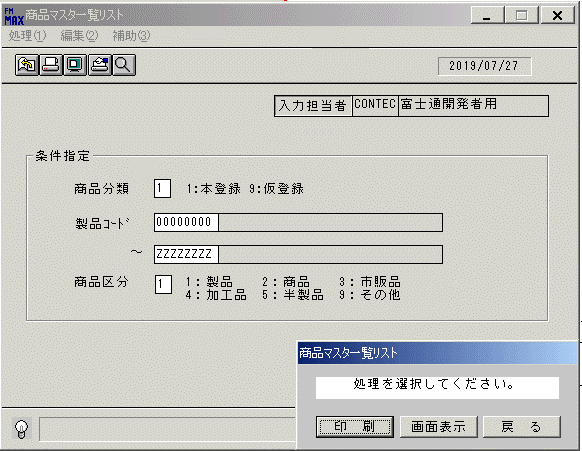 FM MAX 商品マスター覧リスト
処理(1) 編集(2) 補助(3)
2019/07/27
入力担当者 CONTEC 富士通開発者用
条件指定
商品分類 1 1:本登録 9:仮登録
製品コード 00000000
～ ZZZZZZZZ
商品区分 1 1:製品 2:商品 3:市販品
4:加工品 5:半製品 9:その他
商品マスター覧リスト
処理を選択してください。
印 刷 画面表示 戻 る